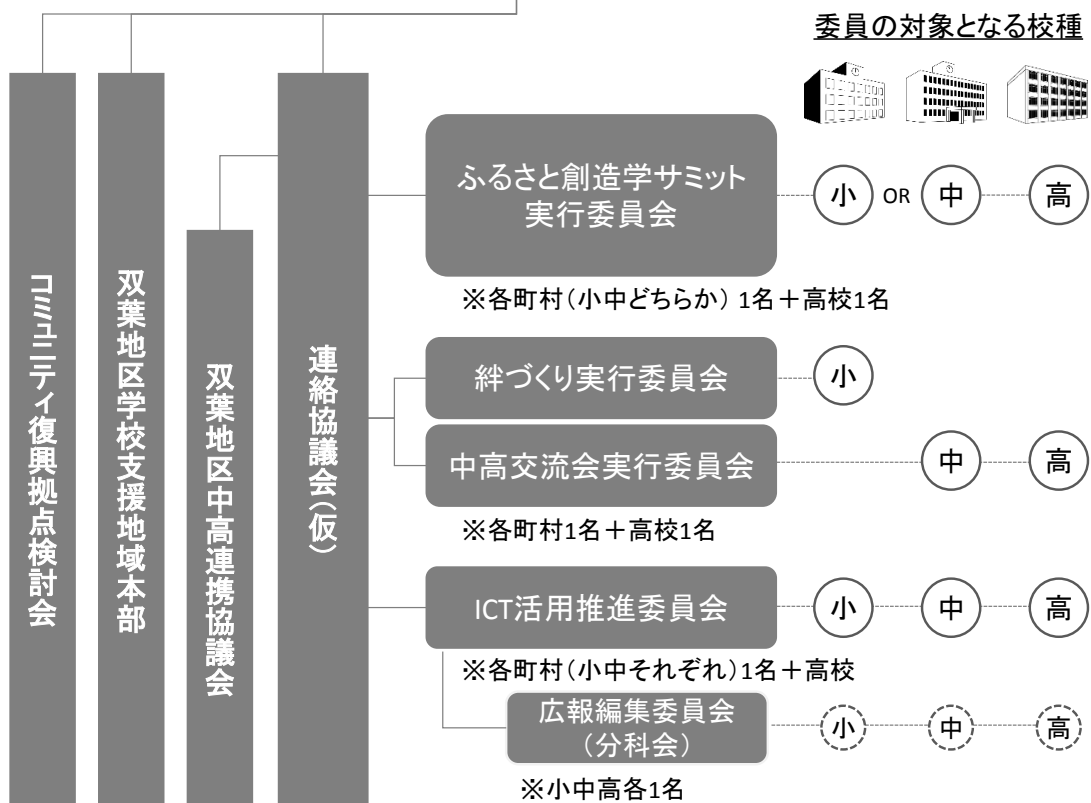 委員の対象となる校種
コミュニティ復興拠点検討会
双葉地区学校支援地域本部
双葉地区中高連携協議会
連絡協議会(仮)
ふるさと創造学サミット
実行委員会
小 OR 中 高
※各町村(小中どちらか) 1名+高校1名
絆づくり実行委員会
小
中高交流会実行委員会
中 高
※各町村1名+高校1名
ICT活用推進委員会
小 中 高
※各町村(小中それぞれ)1名+高校
広報編集委員会
(分科会)
小 中 高
※小中高各1名